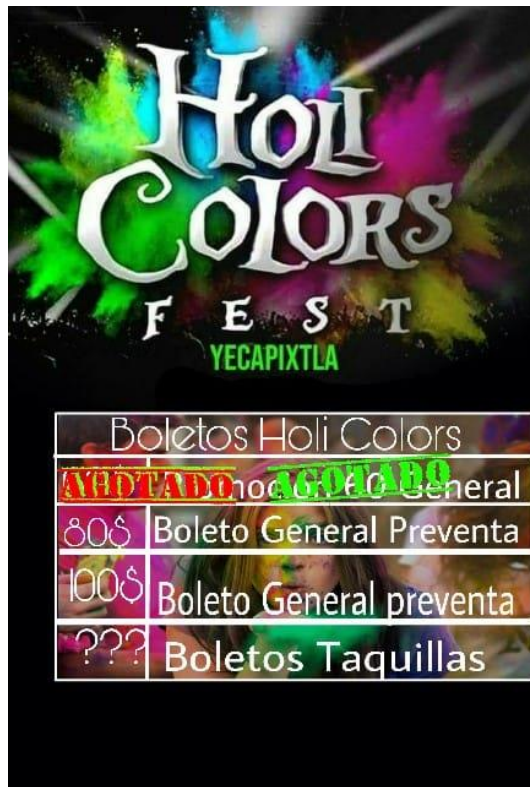 HOLI
COLORS
FEST
YECAPIXTLA
Boletos Holi Colors
AGOTADO AGOTADO General
80$ Boleto General Preventa
100$ Boleto General preventa
??? Boletos Taquillas